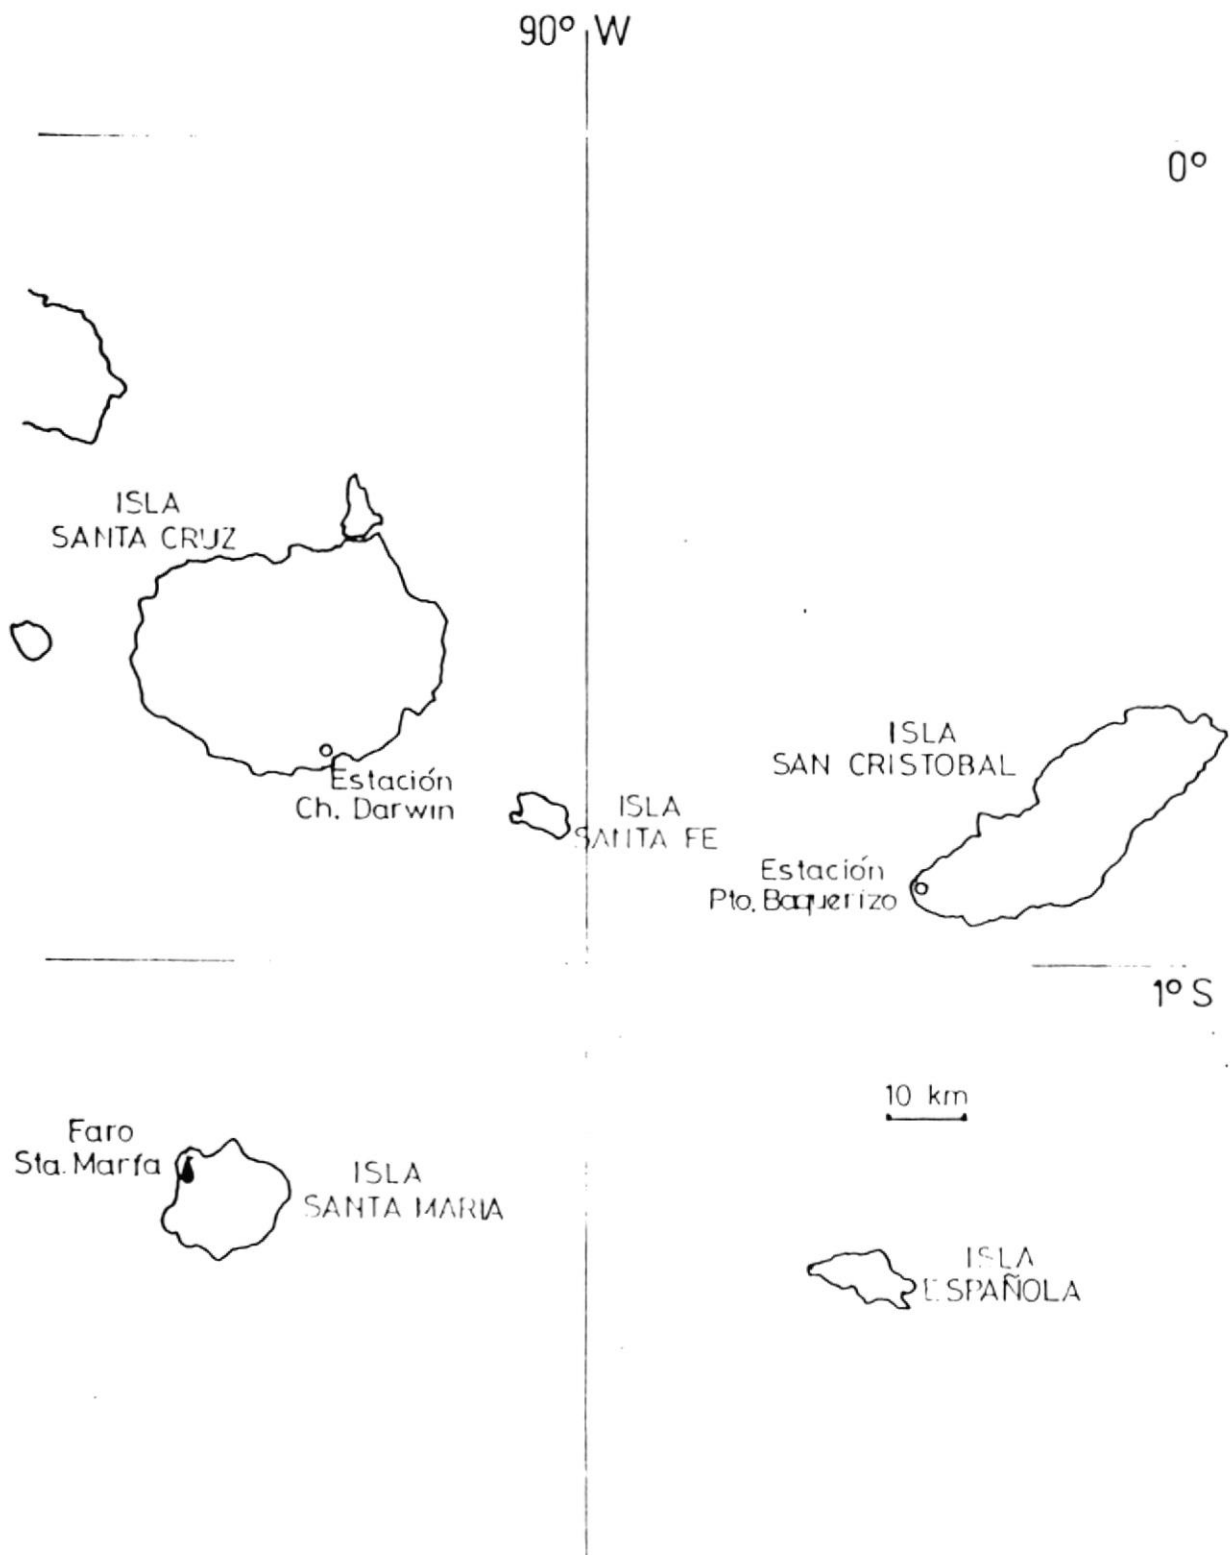 90° W
0°
ISLA
SANTA CRUZ
Estación
Ch. Darwin
ISLA
SANTA FE
ISLA
SAN CRISTOBAL
Estación
Pto. Baquerizo
1° S
10 km
Faro
Sta. María
ISLA
SANTA MARIA
ISLA
ESPAÑOLA